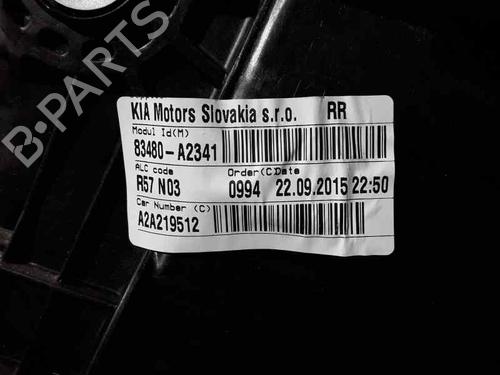 KIA Motors Slovakia s.r.o. RR
Modul Id(M)
83480-A2341
ALC code Order(C)Date
R57 N03 0994 22.09.2015 22:50
Car Number (C)
A2A219512
B-PARTS